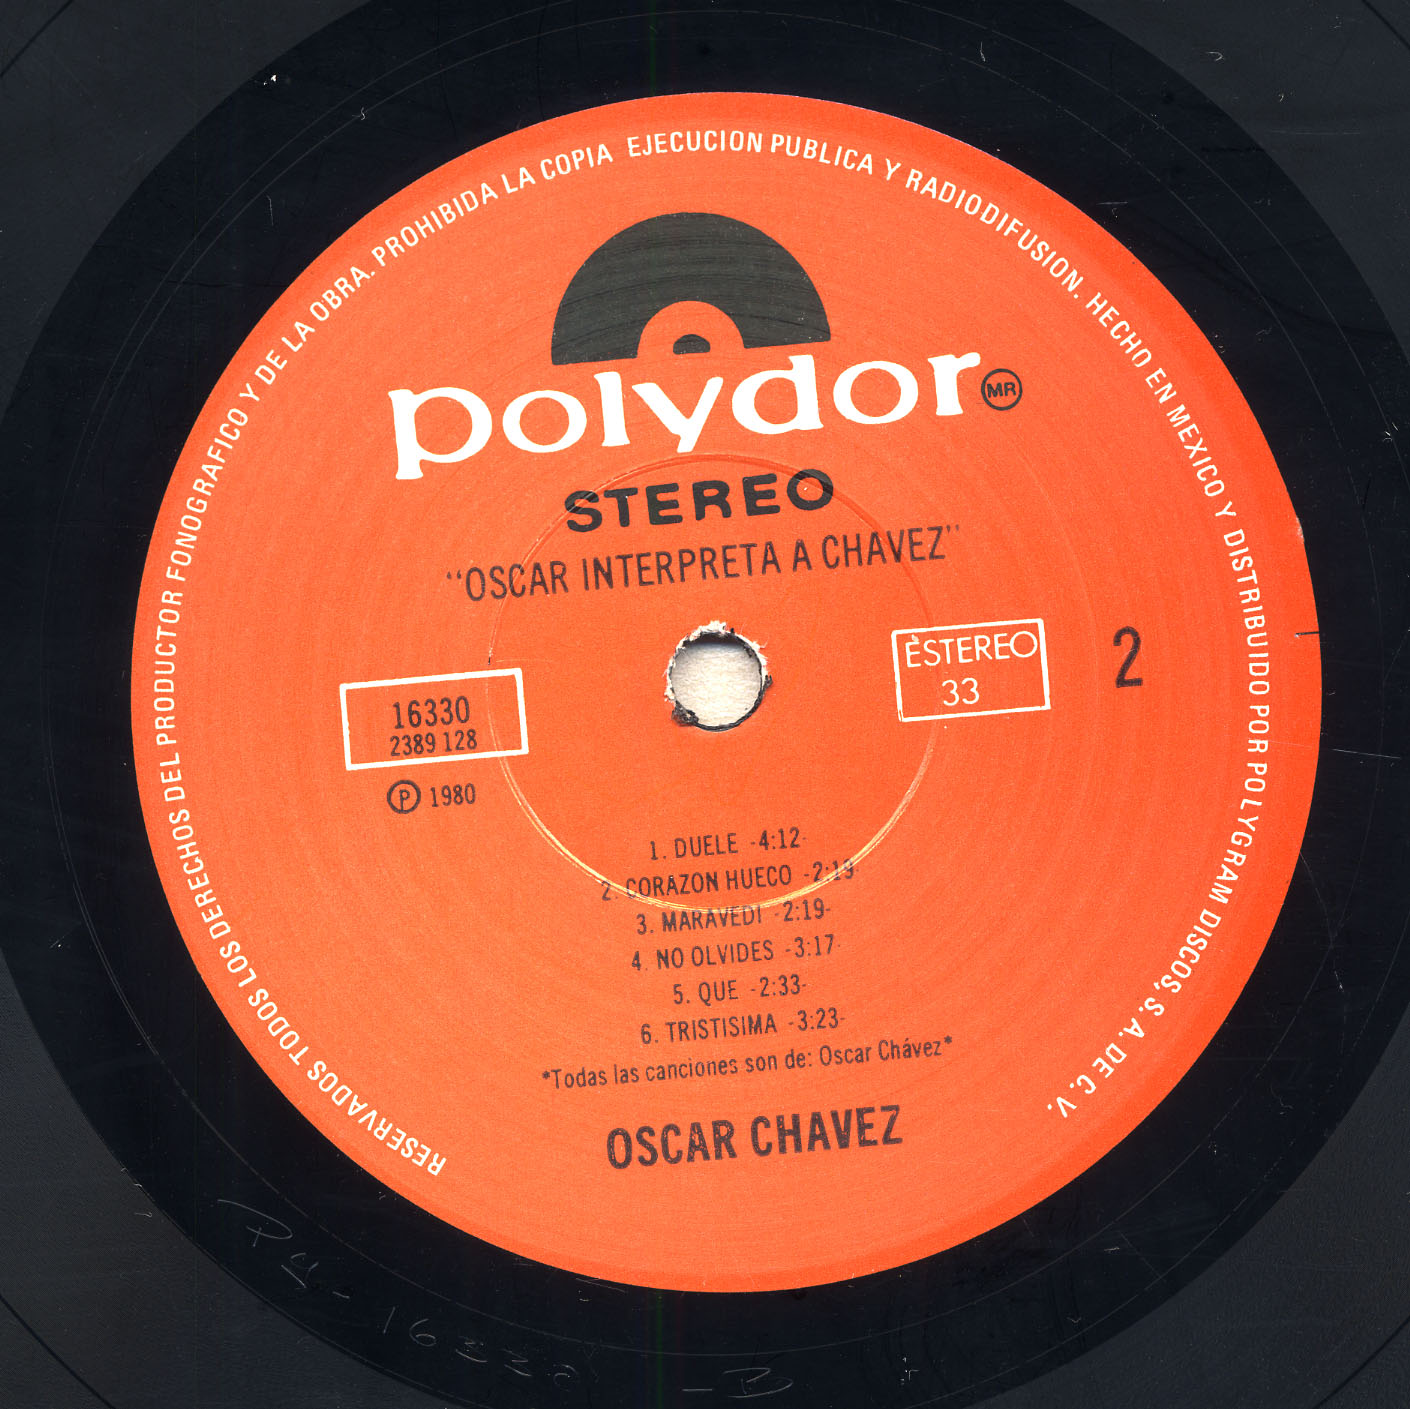 RESERVADOS TODOS LOS DERECHOS DEL PRODUCTOR FONOGRAFICO Y DE LA OBRA. PROHIBIDA LA COPIA EJECUCION PUBLICA Y RADIODIFUSION. HECHO EN MEXICO Y DISTRIBUIDO POR POLYGRAM DISCOS, S. A. DE C. V.
polydor MR
STEREO
"OSCAR INTERPRETA A CHAVEZ"
ESTEREO
33
2
16330
2389 128
Ⓟ 1980
1. DUELE -4:12-
2. CORAZON HUECO -2:19-
3. MARAVEDI -2:19-
4. NO OLVIDES -3:17-
5. QUE -2:33-
6. TRISTISIMA -3:23-
*Todas las canciones son de: Oscar Chávez*
OSCAR CHAVEZ